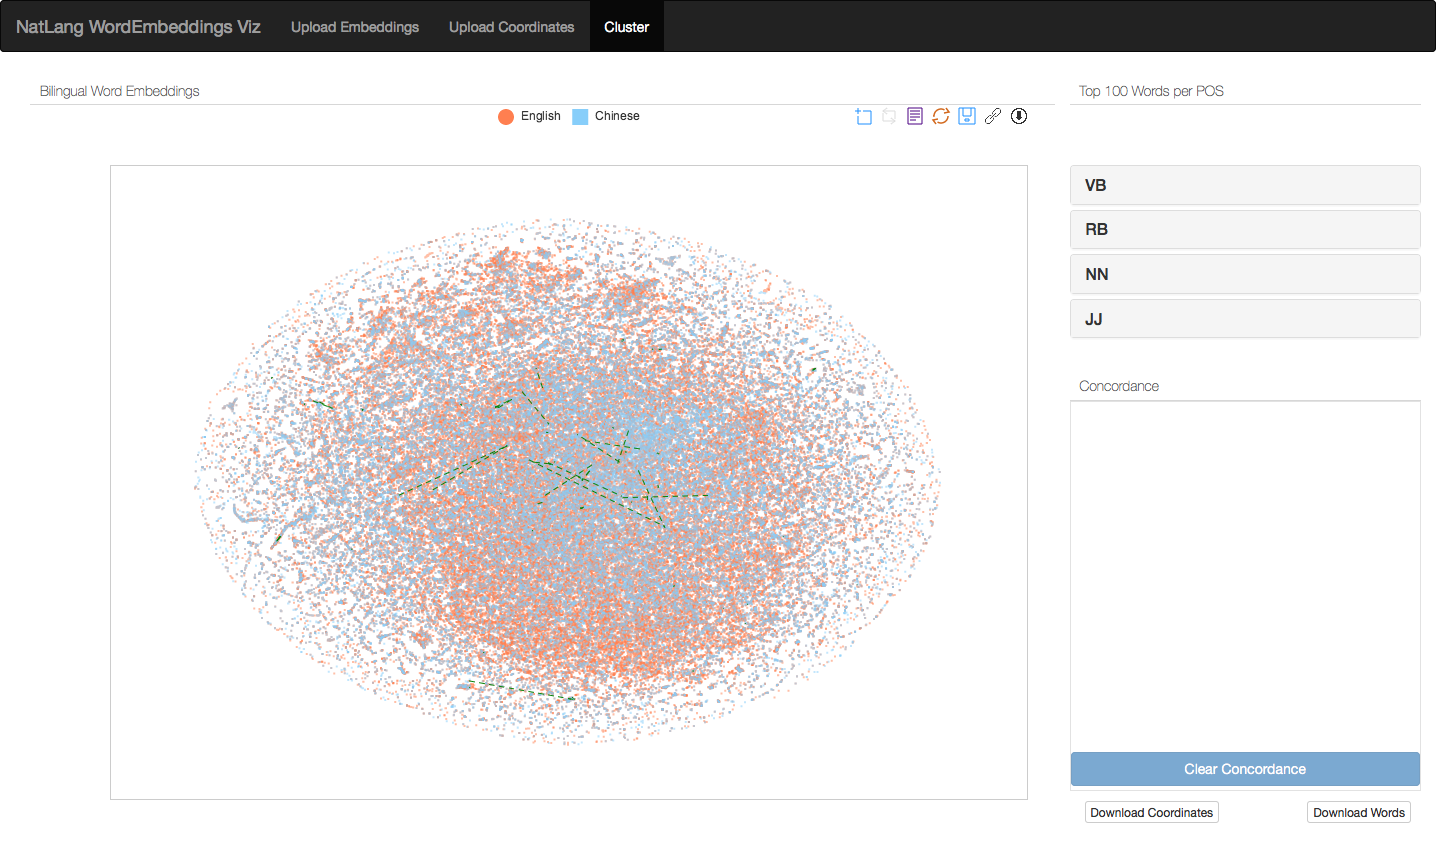 NatLang WordEmbeddings Viz Upload Embeddings Upload Coordinates Cluster
Bilingual Word Embeddings
English Chinese
Top 100 Words per POS
VB
RB
NN
JJ
Concordance
Clear Concordance
Download Coordinates Download Words